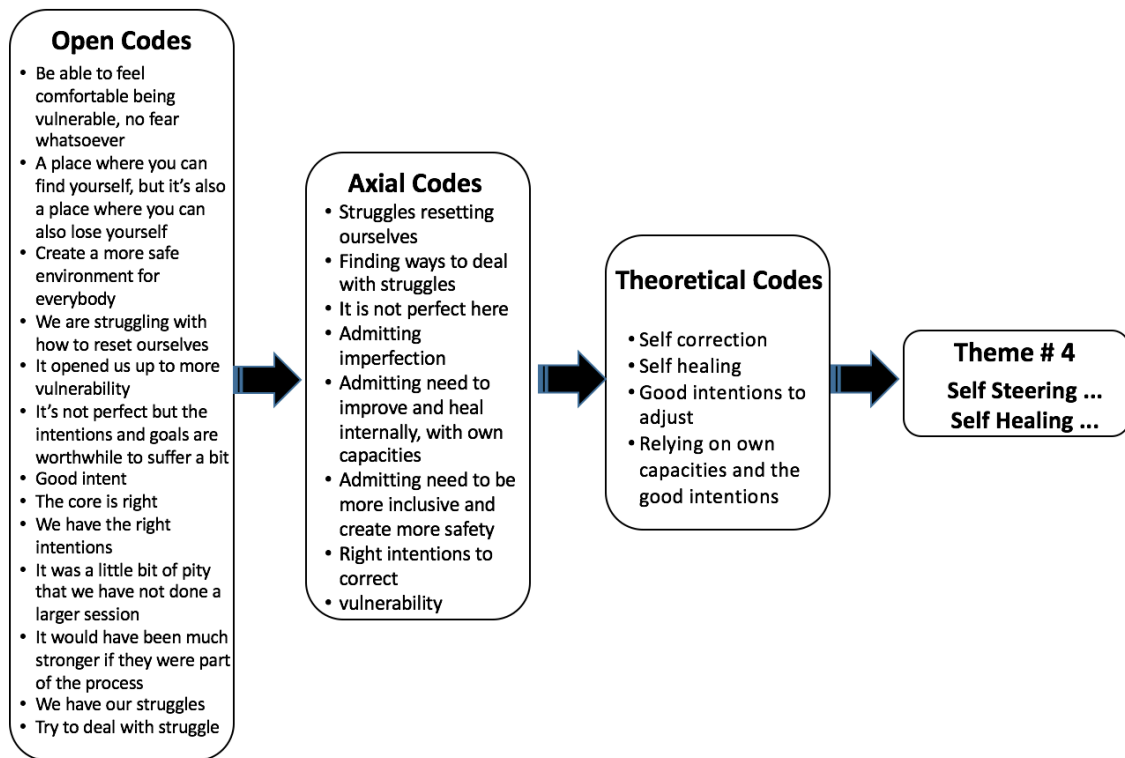 Open Codes
• Be able to feel
comfortable being
vulnerable, no fear
whatsoever
• A place where you can
find yourself, but it's also
a place where you can
also lose yourself
• Create a more safe
environment for
everybody
• We are struggling with
how to reset ourselves
• It opened us up to more
vulnerability
• It's not perfect but the
intentions and goals are
worthwhile to suffer a bit
• Good intent
• The core is right
• We have the right
intentions
• It was a little bit of pity
that we have not done a
larger session
• It would have been much
stronger if they were part
of the process
• We have our struggles
• Try to deal with struggle
Axial Codes
• Struggles resetting
ourselves
• Finding ways to deal
with struggles
• It is not perfect here
• Admitting
imperfection
• Admitting need to
improve and heal
internally, with own
capacities
• Admitting need to be
more inclusive and
create more safety
• Right intentions to
correct
• vulnerability
Theoretical Codes
• Self correction
• Self healing
• Good intentions to
adjust
• Relying on own
capacities and the
good intentions
Theme # 4
Self Steering ...
Self Healing ...